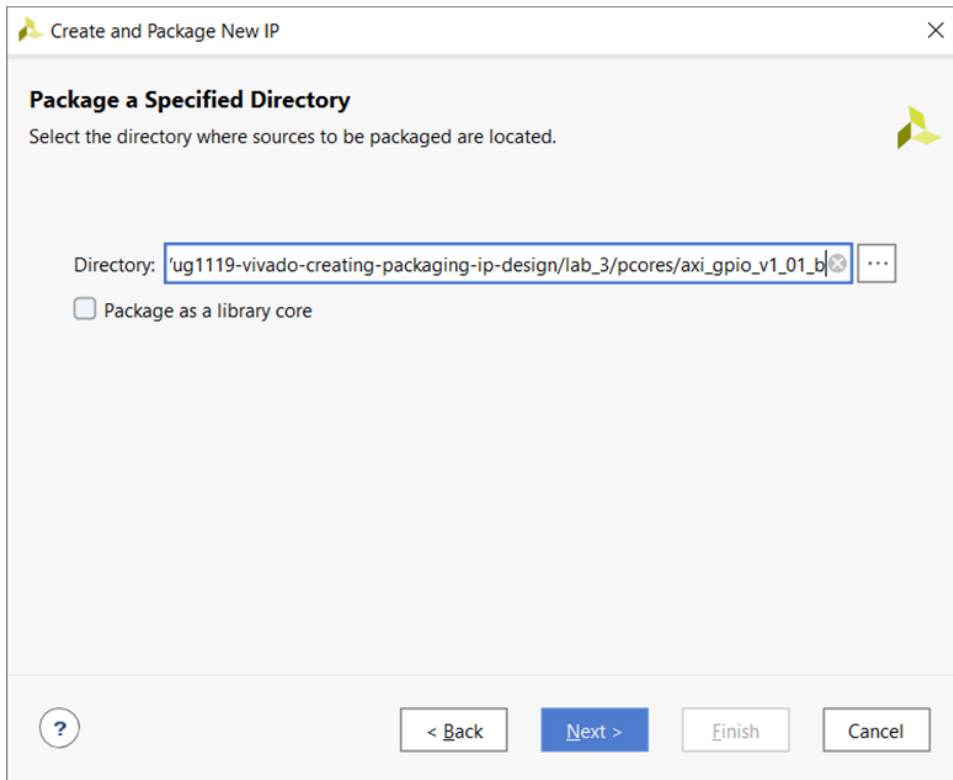 Create and Package New IP
Package a Specified Directory
Select the directory where sources to be packaged are located.
Directory: /ug1119-vivado-creating-packaging-ip-design/lab_3/pcores/axi_gpio_v1_01_b ...
Package as a library core
? < Back Next > Finish Cancel